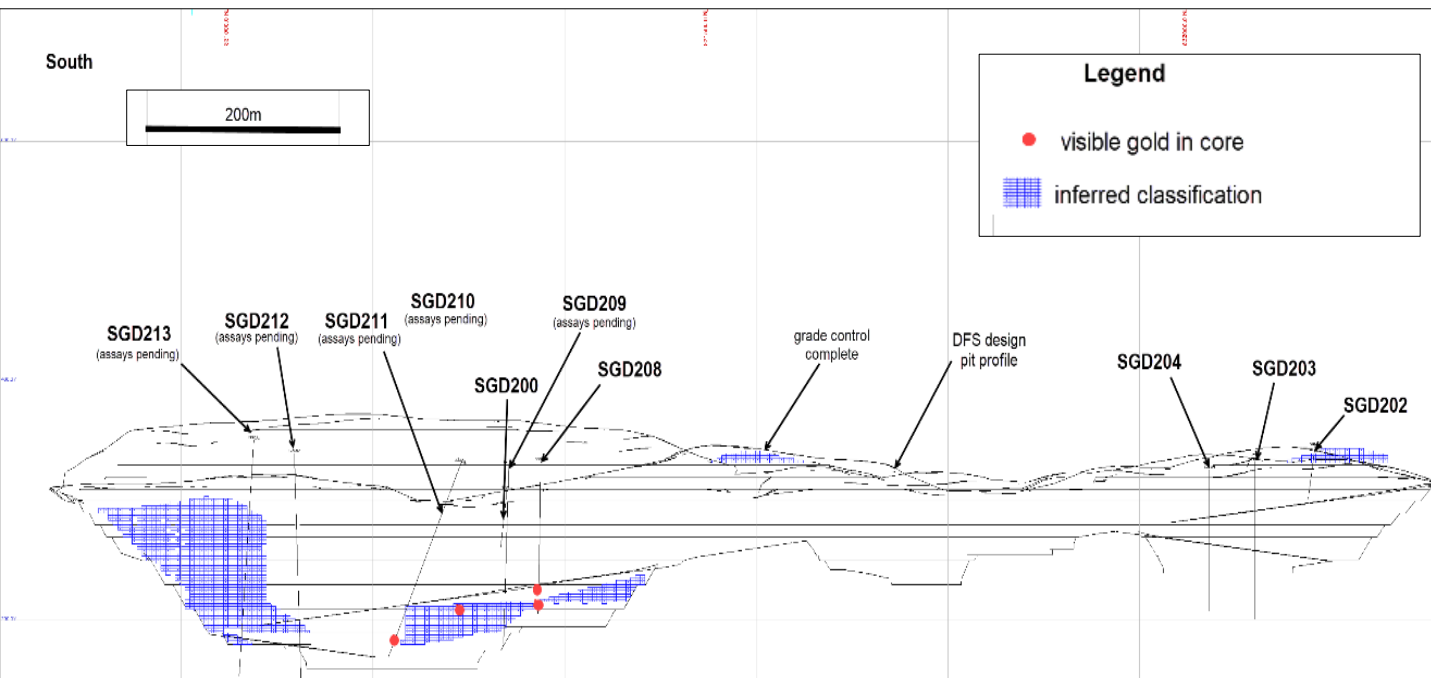 South
200m
Legend
visible gold in core
inferred classification
SGD213
(assays pending)
SGD212
(assays pending)
SGD211
(assays pending)
SGD210
(assays pending)
SGD209
(assays pending)
SGD200
SGD208
grade control
complete
DFS design
pit profile
SGD204
SGD203
SGD202